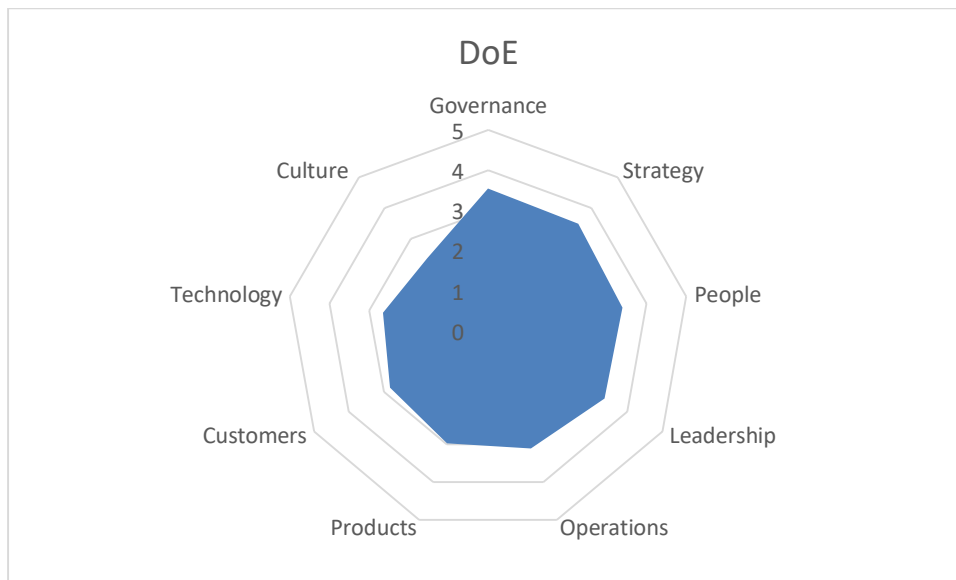 DoE
Governance
Strategy
People
Leadership
Operations
Products
Customers
Technology
Culture
5
4
3
2
1
0